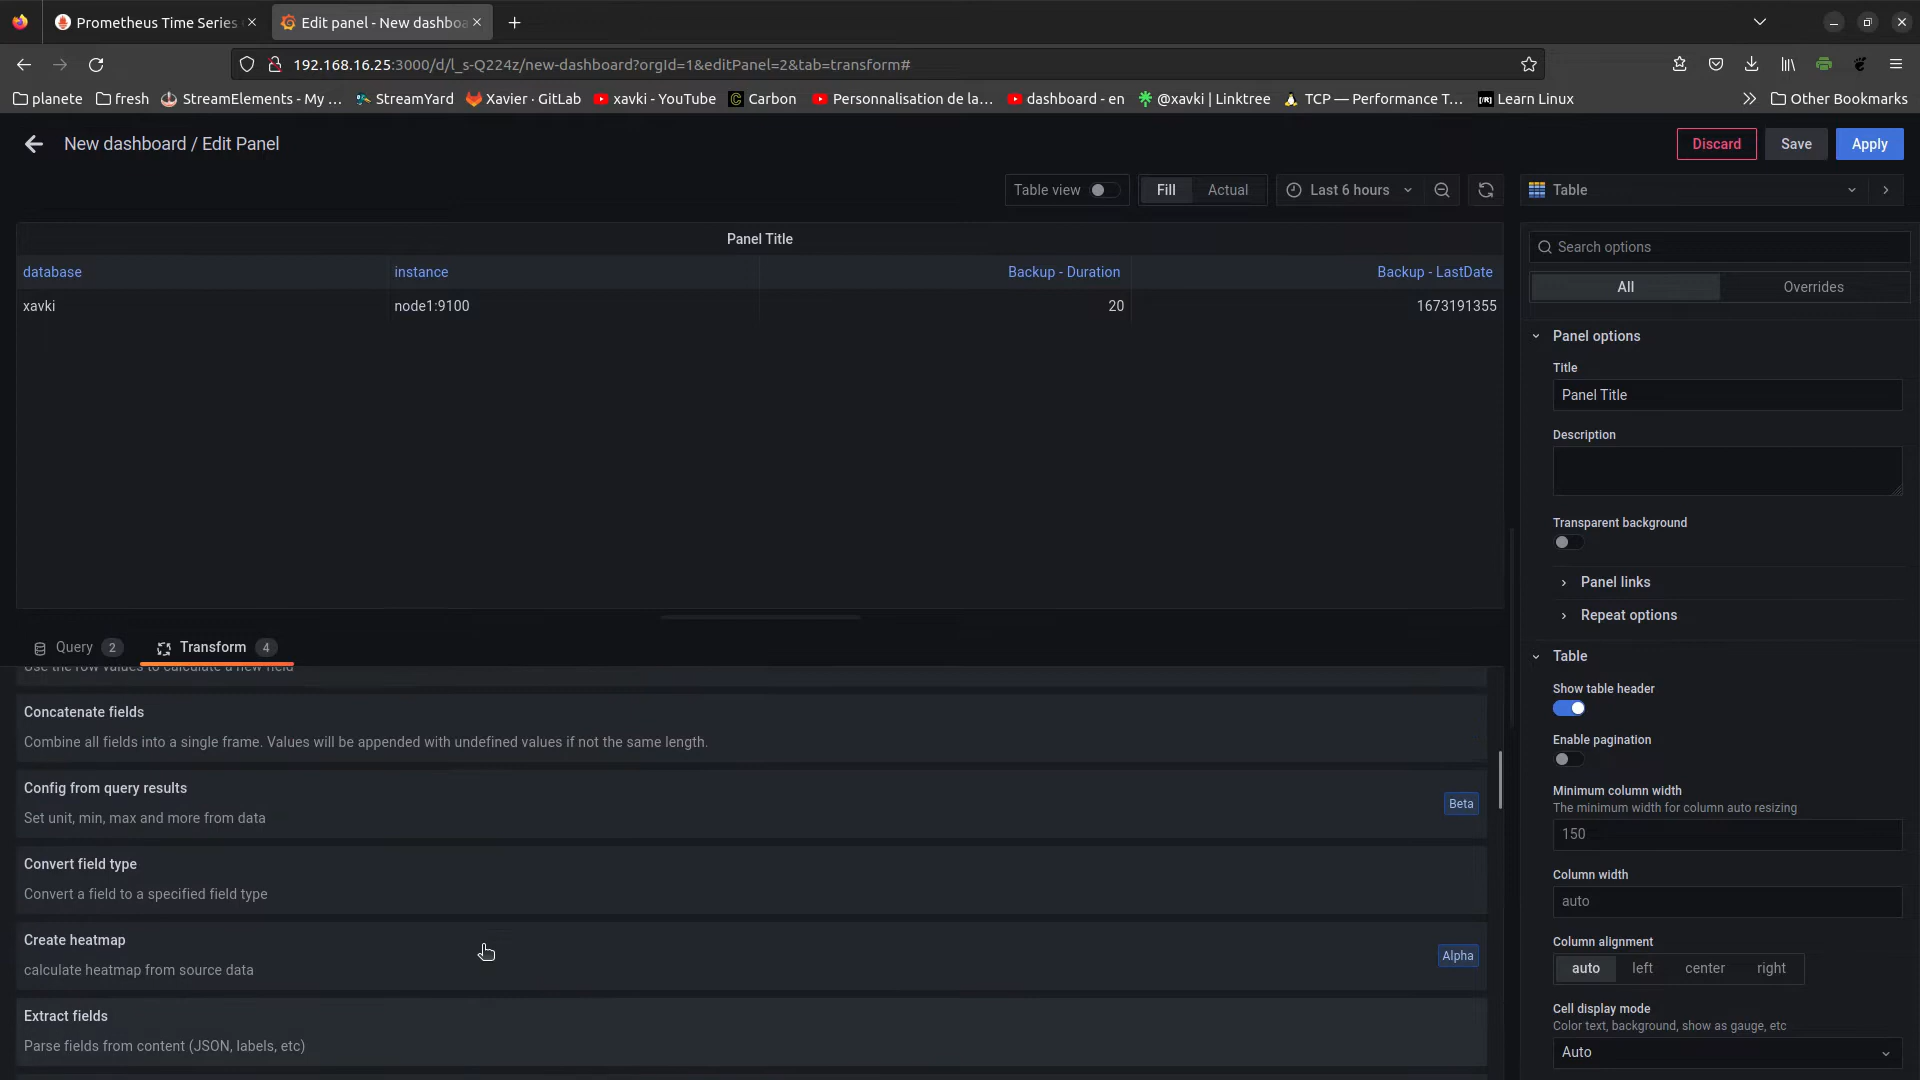 Prometheus Time Series
Edit panel - New dashboa
192.168.16.25:3000/d/l_s-Q224z/new-dashboard?orgId=1&editPanel=2&tab=transform#
planete fresh StreamElements - My ... StreamYard Xavier · GitLab xavki - YouTube Carbon Personnalisation de la... dashboard - en @xavki | Linktree TCP — Performance T... Learn Linux Other Bookmarks
New dashboard / Edit Panel
Discard Save Apply
Table view Fill Actual Last 6 hours Table
Panel Title
database instance Backup - Duration Backup - LastDate
xavki node1:9100 20 1673191355
Query 2 Transform 4
Use the row values to calculate a new field
Concatenate fields
Combine all fields into a single frame. Values will be appended with undefined values if not the same length.
Config from query results
Set unit, min, max and more from data
Beta
Convert field type
Convert a field to a specified field type
Create heatmap
calculate heatmap from source data
Alpha
Extract fields
Parse fields from content (JSON, labels, etc)
Search options
All Overrides
Panel options
Title
Panel Title
Description
Transparent background
Panel links
Repeat options
Table
Show table header
Enable pagination
Minimum column width
The minimum width for column auto resizing
150
Column width
auto
Column alignment
auto left center right
Cell display mode
Color text, background, show as gauge, etc
Auto